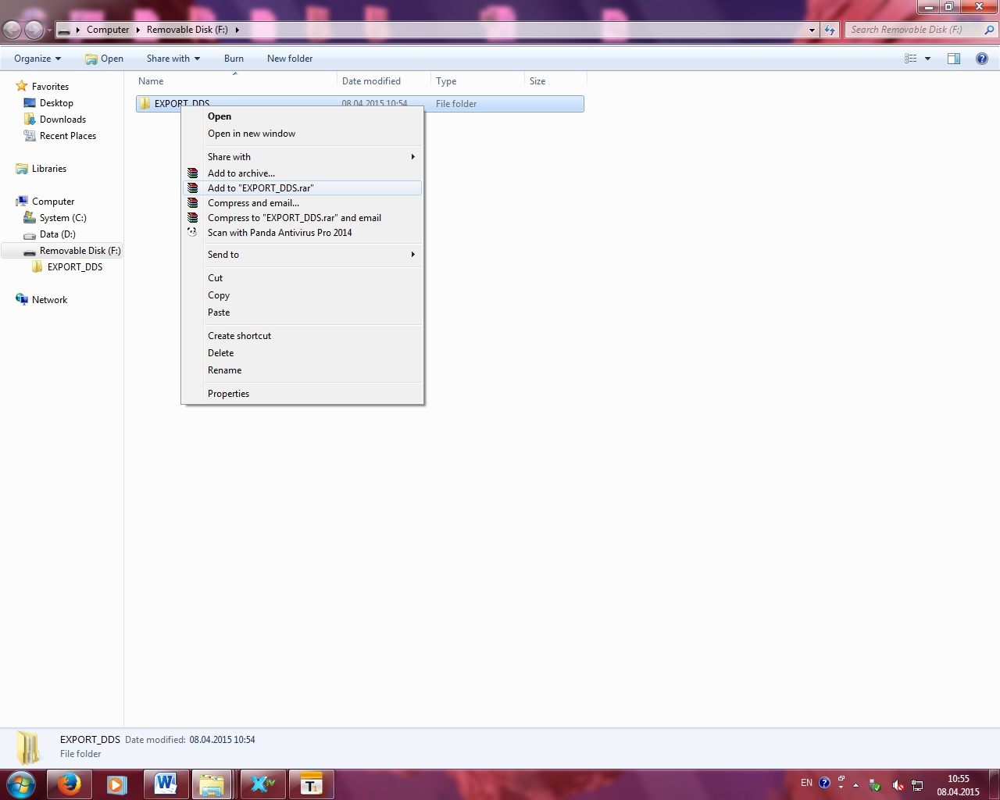 Computer
Removable Disk (F:)
Search Removable Disk (F:)
Organize
Open
Share with
Burn
New folder
Name
Date modified
Type
Size
EXPORT_DDS
08.04.2015 10:54
File folder
Favorites
Desktop
Downloads
Recent Places
Libraries
Computer
System (C:)
Data (D:)
Removable Disk (F:)
EXPORT_DDS
Network
Open
Open in new window
Share with
Add to archive...
Add to "EXPORT_DDS.rar"
Compress and email...
Compress to "EXPORT_DDS.rar" and email
Scan with Panda Antivirus Pro 2014
Send to
Cut
Copy
Paste
Create shortcut
Delete
Rename
Properties
EXPORT_DDS Date modified: 08.04.2015 10:54
File folder
EN
10:55
08.04.2015